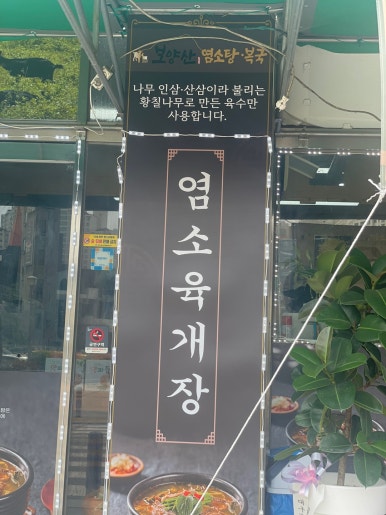 보양산 염소탕·복국
나무 인삼·산삼이라 불리는
황칠나무로 만든 육수만
사용합니다.
염소육개장